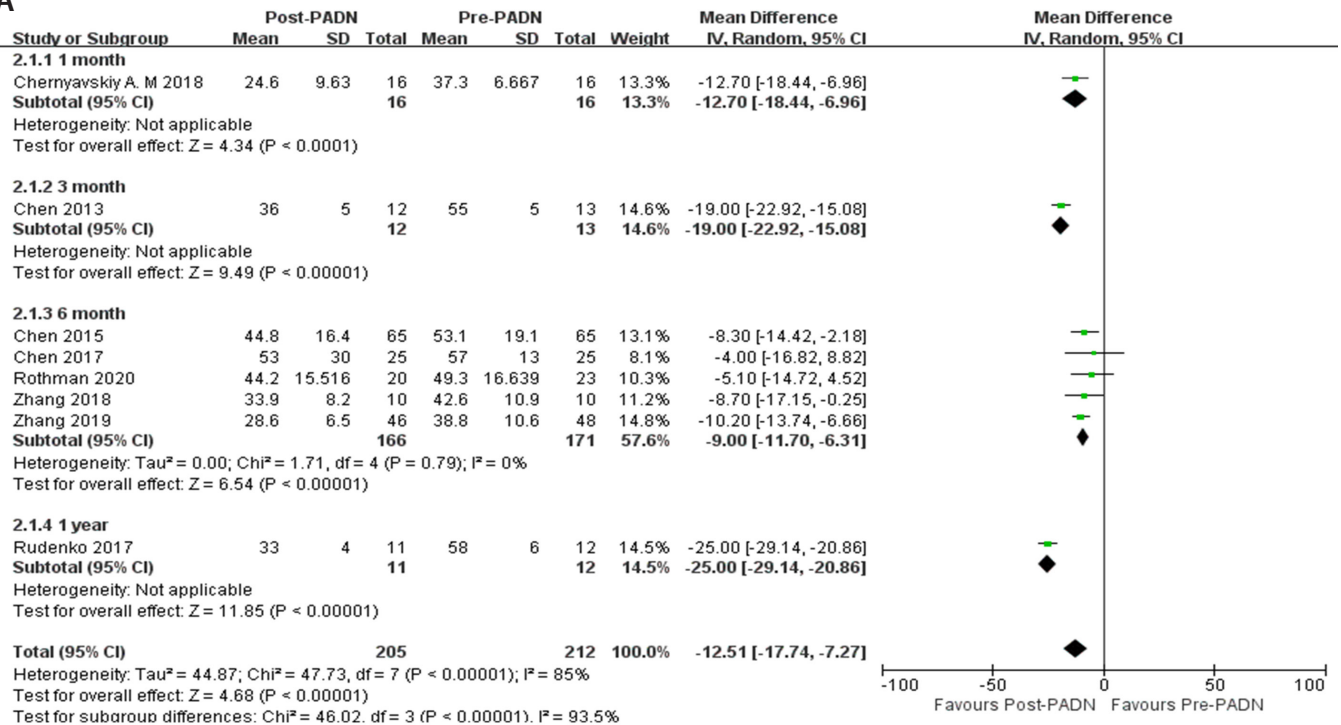 A
Post-PADN Pre-PADN Mean Difference Mean Difference
Study or Subgroup Mean SD Total Mean SD Total Weight IV, Random, 95% CI IV, Random, 95% CI
2.1.1 1 month
Chernyavskiy A. M 2018 24.6 9.63 16 37.3 6.667 16 13.3% -12.70 [-18.44, -6.96]
Subtotal (95% CI) 16 16 13.3% -12.70 [-18.44, -6.96]
Heterogeneity: Not applicable
Test for overall effect: Z = 4.34 (P < 0.0001)
2.1.2 3 month
Chen 2013 36 5 12 55 5 13 14.6% -19.00 [-22.92, -15.08]
Subtotal (95% CI) 12 13 14.6% -19.00 [-22.92, -15.08]
Heterogeneity: Not applicable
Test for overall effect: Z = 9.49 (P < 0.00001)
2.1.3 6 month
Chen 2015 44.8 16.4 65 53.1 19.1 65 13.1% -8.30 [-14.42, -2.18]
Chen 2017 53 30 25 57 13 25 8.1% -4.00 [-16.82, 8.82]
Rothman 2020 44.2 15.516 20 49.3 16.639 23 10.3% -5.10 [-14.72, 4.52]
Zhang 2018 33.9 8.2 10 42.6 10.9 10 11.2% -8.70 [-17.15, -0.25]
Zhang 2019 28.6 6.5 46 38.8 10.6 48 14.8% -10.20 [-13.74, -6.66]
Subtotal (95% CI) 166 171 57.6% -9.00 [-11.70, -6.31]
Heterogeneity: Tau² = 0.00; Chi² = 1.71, df = 4 (P = 0.79); I² = 0%
Test for overall effect: Z = 6.54 (P < 0.00001)
2.1.4 1 year
Rudenko 2017 33 4 11 58 6 12 14.5% -25.00 [-29.14, -20.86]
Subtotal (95% CI) 11 12 14.5% -25.00 [-29.14, -20.86]
Heterogeneity: Not applicable
Test for overall effect: Z = 11.85 (P < 0.00001)
Total (95% CI) 205 212 100.0% -12.51 [-17.74, -7.27]
Heterogeneity: Tau² = 44.87; Chi² = 47.73, df = 7 (P < 0.00001); I² = 85%
Test for overall effect: Z = 4.68 (P < 0.00001)
Test for subgroup differences: Chi² = 46.02. df = 3 (P < 0.00001). I² = 93.5%
-100 -50 0 50 100
Favours Post-PADN Favours Pre-PADN